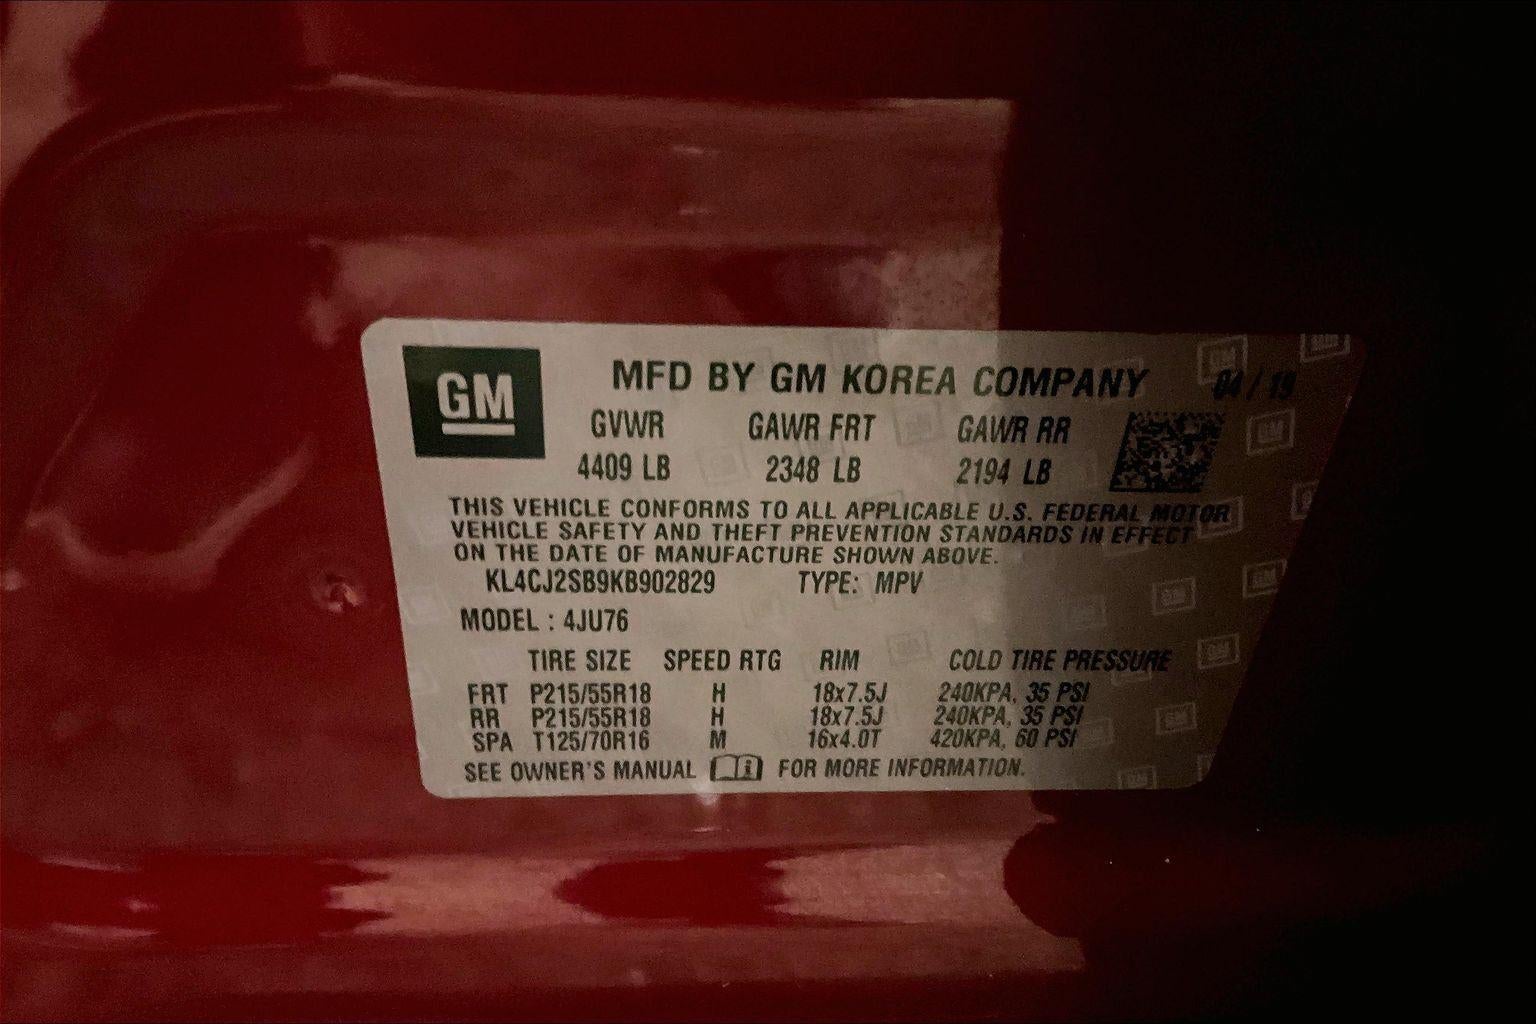 GM
MFD BY GM KOREA COMPANY 04 / 19
GVWR GAWR FRT GAWR RR
4409 LB 2348 LB 2194 LB
THIS VEHICLE CONFORMS TO ALL APPLICABLE U.S. FEDERAL MOTOR
VEHICLE SAFETY AND THEFT PREVENTION STANDARDS IN EFFECT
ON THE DATE OF MANUFACTURE SHOWN ABOVE.
KL4CJ2SB9KB902829 TYPE: MPV
MODEL : 4JU76
TIRE SIZE SPEED RTG RIM COLD TIRE PRESSURE
FRT P215/55R18 H 18x7.5J 240KPA, 35 PSI
RR P215/55R18 H 18x7.5J 240KPA, 35 PSI
SPA T125/70R16 M 16x4.0T 420KPA, 60 PSI
SEE OWNER'S MANUAL FOR MORE INFORMATION.